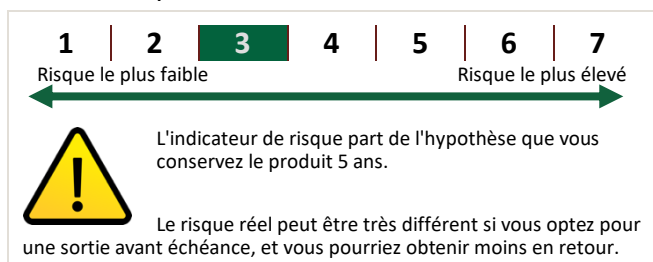 1 2 3 4 5 6 7
Risque le plus faible Risque le plus élevé
L'indicateur de risque part de l'hypothèse que vous
conservez le produit 5 ans.
Le risque réel peut être très différent si vous optez pour
une sortie avant échéance, et vous pourriez obtenir moins en retour.